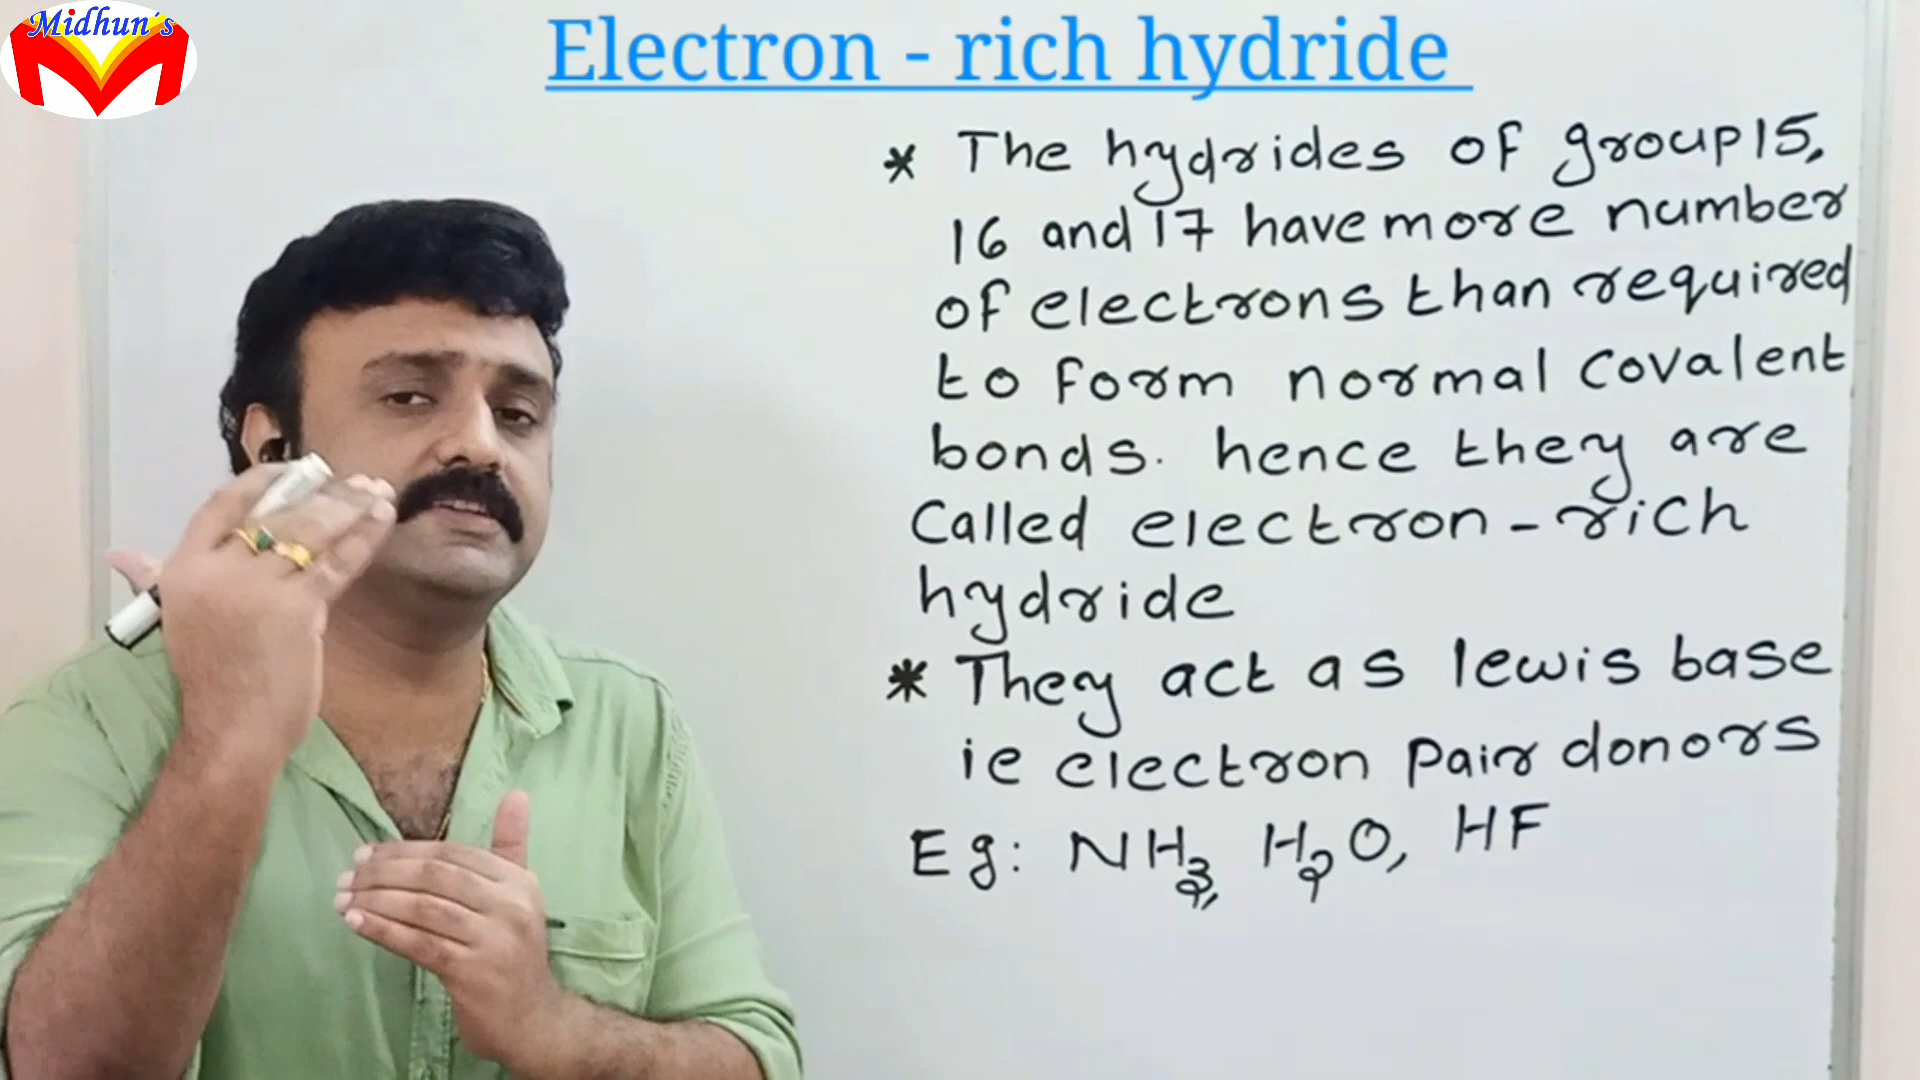 Midhun's
Electron - rich hydride
* The hydrides of group 15,
16 and 17 have more number
of electrons than required
to form normal covalent
bonds. hence they are
Called electron - rich
hydride
* They act as lewis base
ie electron pair donors
Eg: NH₃, H₂O, HF